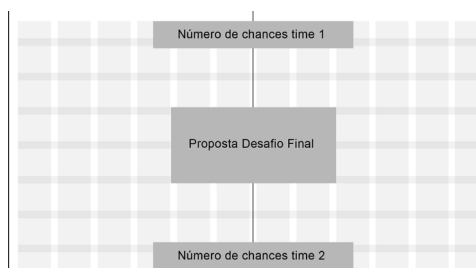 Número de chances time 1
Proposta Desafio Final
Número de chances time 2